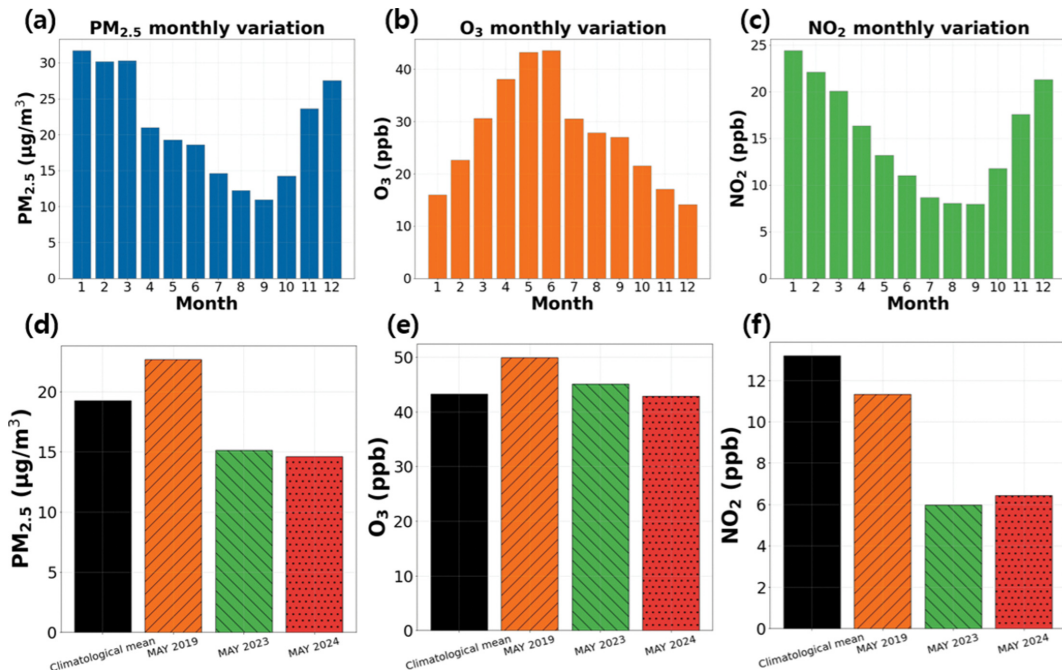 (a)
PM2.5 monthly variation
PM2.5 (μg/m³)
30
25
20
15
10
5
0
1 2 3 4 5 6 7 8 9 10 11 12
Month
(b)
O3 monthly variation
O3 (ppb)
40
30
20
10
0
1 2 3 4 5 6 7 8 9 10 11 12
Month
(c)
NO2 monthly variation
NO2 (ppb)
25
20
15
10
5
0
1 2 3 4 5 6 7 8 9 10 11 12
Month
(d)
PM2.5 (μg/m³)
20
15
10
5
0
Climatological mean
MAY 2019
MAY 2023
MAY 2024
(e)
O3 (ppb)
50
40
30
20
10
0
Climatological mean
MAY 2019
MAY 2023
MAY 2024
(f)
NO2 (ppb)
12
10
8
6
4
2
0
Climatological mean
MAY 2019
MAY 2023
MAY 2024